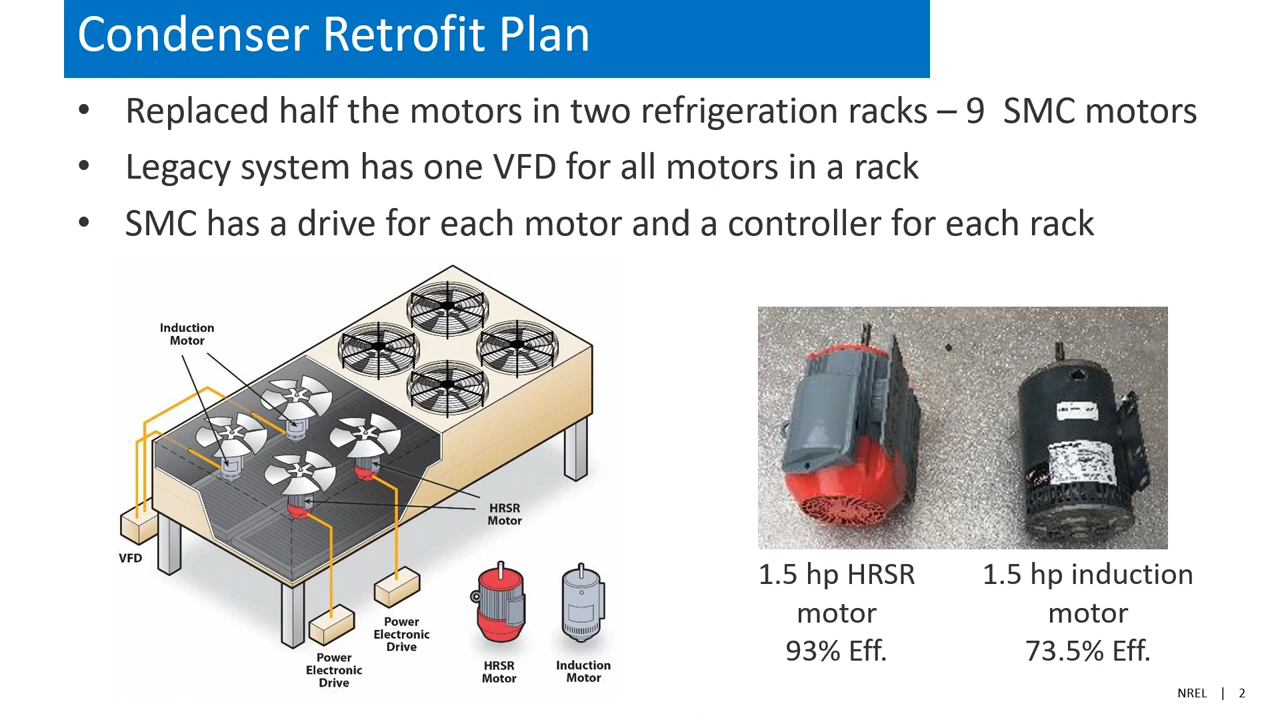 Condenser Retrofit Plan
• Replaced half the motors in two refrigeration racks – 9  SMC motors
• Legacy system has one VFD for all motors in a rack
• SMC has a drive for each motor and a controller for each rack
Induction
Motor
HRSR
Motor
VFD
Power
Electronic
Drive
Power
Electronic
Drive
HRSR
Motor
Induction
Motor
1.5 hp HRSR
motor
93% Eff.
1.5 hp induction
motor
73.5% Eff.
NREL | 2